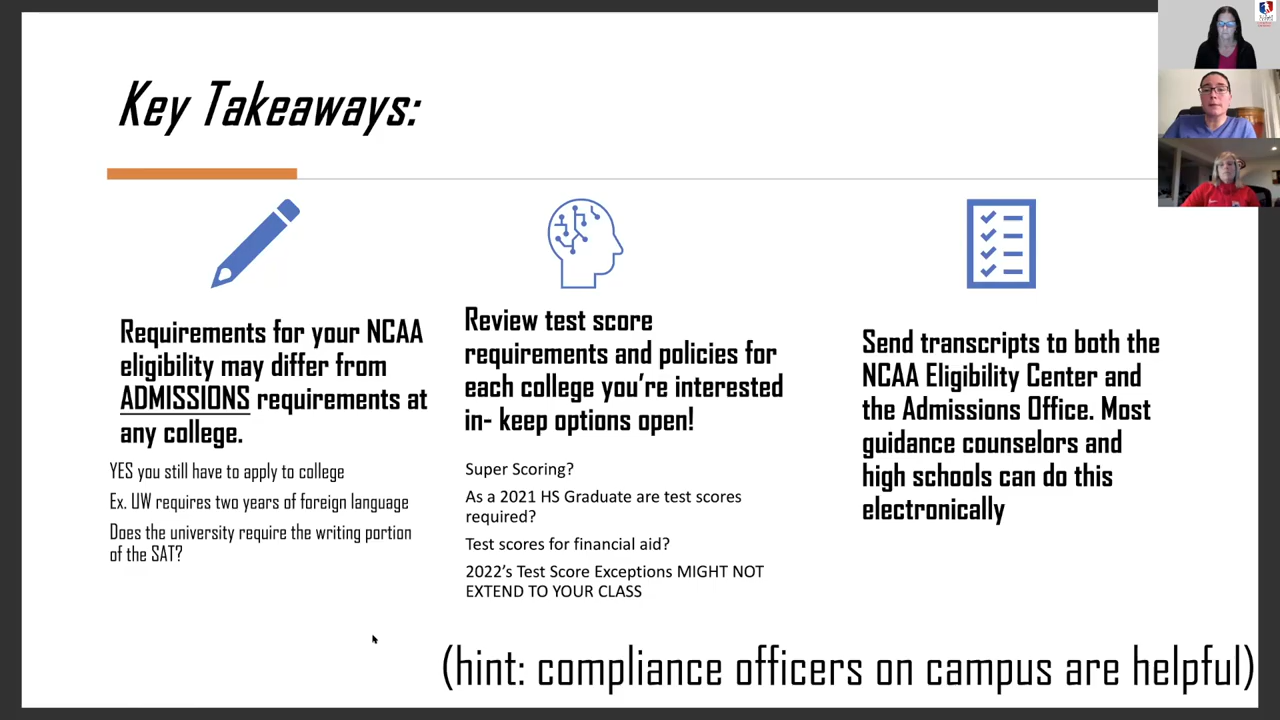 Key Takeaways:
Requirements for your NCAA
eligibility may differ from
ADMISSIONS requirements at
any college.
YES you still have to apply to college
Ex. UW requires two years of foreign language
Does the university require the writing portion
of the SAT?
Review test score
requirements and policies for
each college you're interested
in- keep options open!
Super Scoring?
As a 2021 HS Graduate are test scores
required?
Test scores for financial aid?
2022's Test Score Exceptions MIGHT NOT
EXTEND TO YOUR CLASS
Send transcripts to both the
NCAA Eligibility Center and
the Admissions Office. Most
guidance counselors and
high schools can do this
electronically
(hint: compliance officers on campus are helpful)